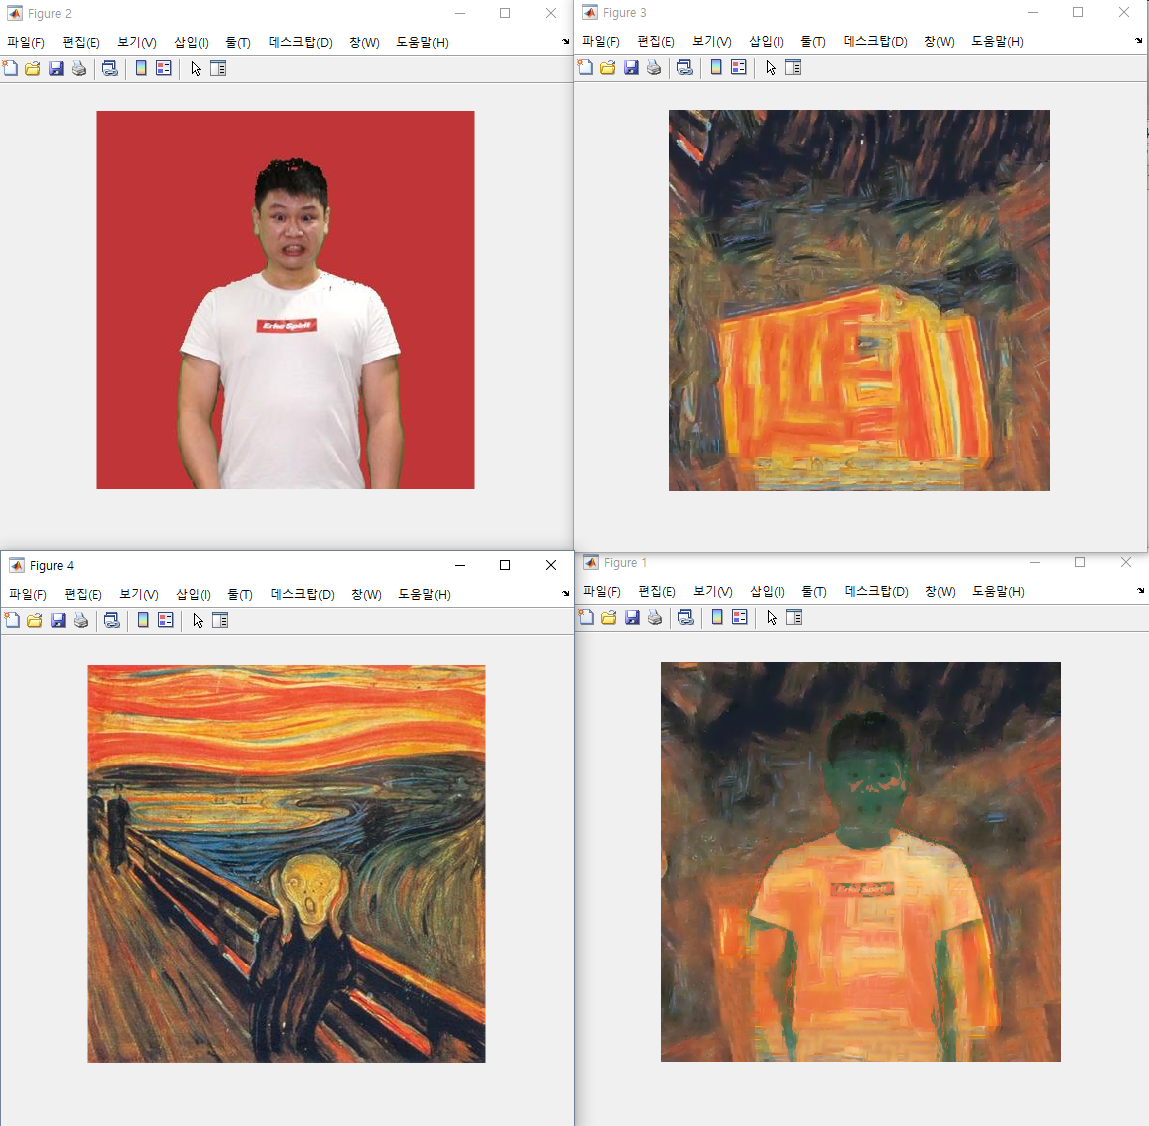 Figure 2
파일(F) 편집(E) 보기(V) 삽입(I) 툴(T) 데스크탑(D) 창(W) 도움말(H)
Figure 3
파일(F) 편집(E) 보기(V) 삽입(I) 툴(T) 데스크탑(D) 창(W) 도움말(H)
Figure 4
파일(F) 편집(E) 보기(V) 삽입(I) 툴(T) 데스크탑(D) 창(W) 도움말(H)
Figure 1
파일(F) 편집(E) 보기(V) 삽입(I) 툴(T) 데스크탑(D) 창(W) 도움말(H)